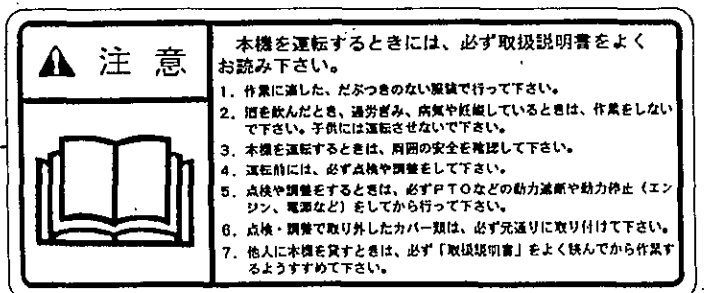 注 意
本機を運転するときには、必ず取扱説明書をよく
お読み下さい。
1. 作業に適した、だぶつきのない服装で行って下さい。
2. 酒を飲んだとき、過労ぎみ、病気や妊娠しているときは、作業をしない
で下さい。子供には運転させないで下さい。
3. 本機を運転するときは、周囲の安全を確認して下さい。
4. 運転前には、必ず点検や調整をして下さい。
5. 点検や調整をするときは、必ずPTOなどの動力遮断や動力停止（エン
ジン、電源など）をしてから行って下さい。
6. 点検・調整で取り外したカバー類は、必ず元通りに取り付けて下さい。
7. 他人に本機を貸すときは、必ず「取扱説明書」をよく読んでから作業す
るようすすめて下さい。